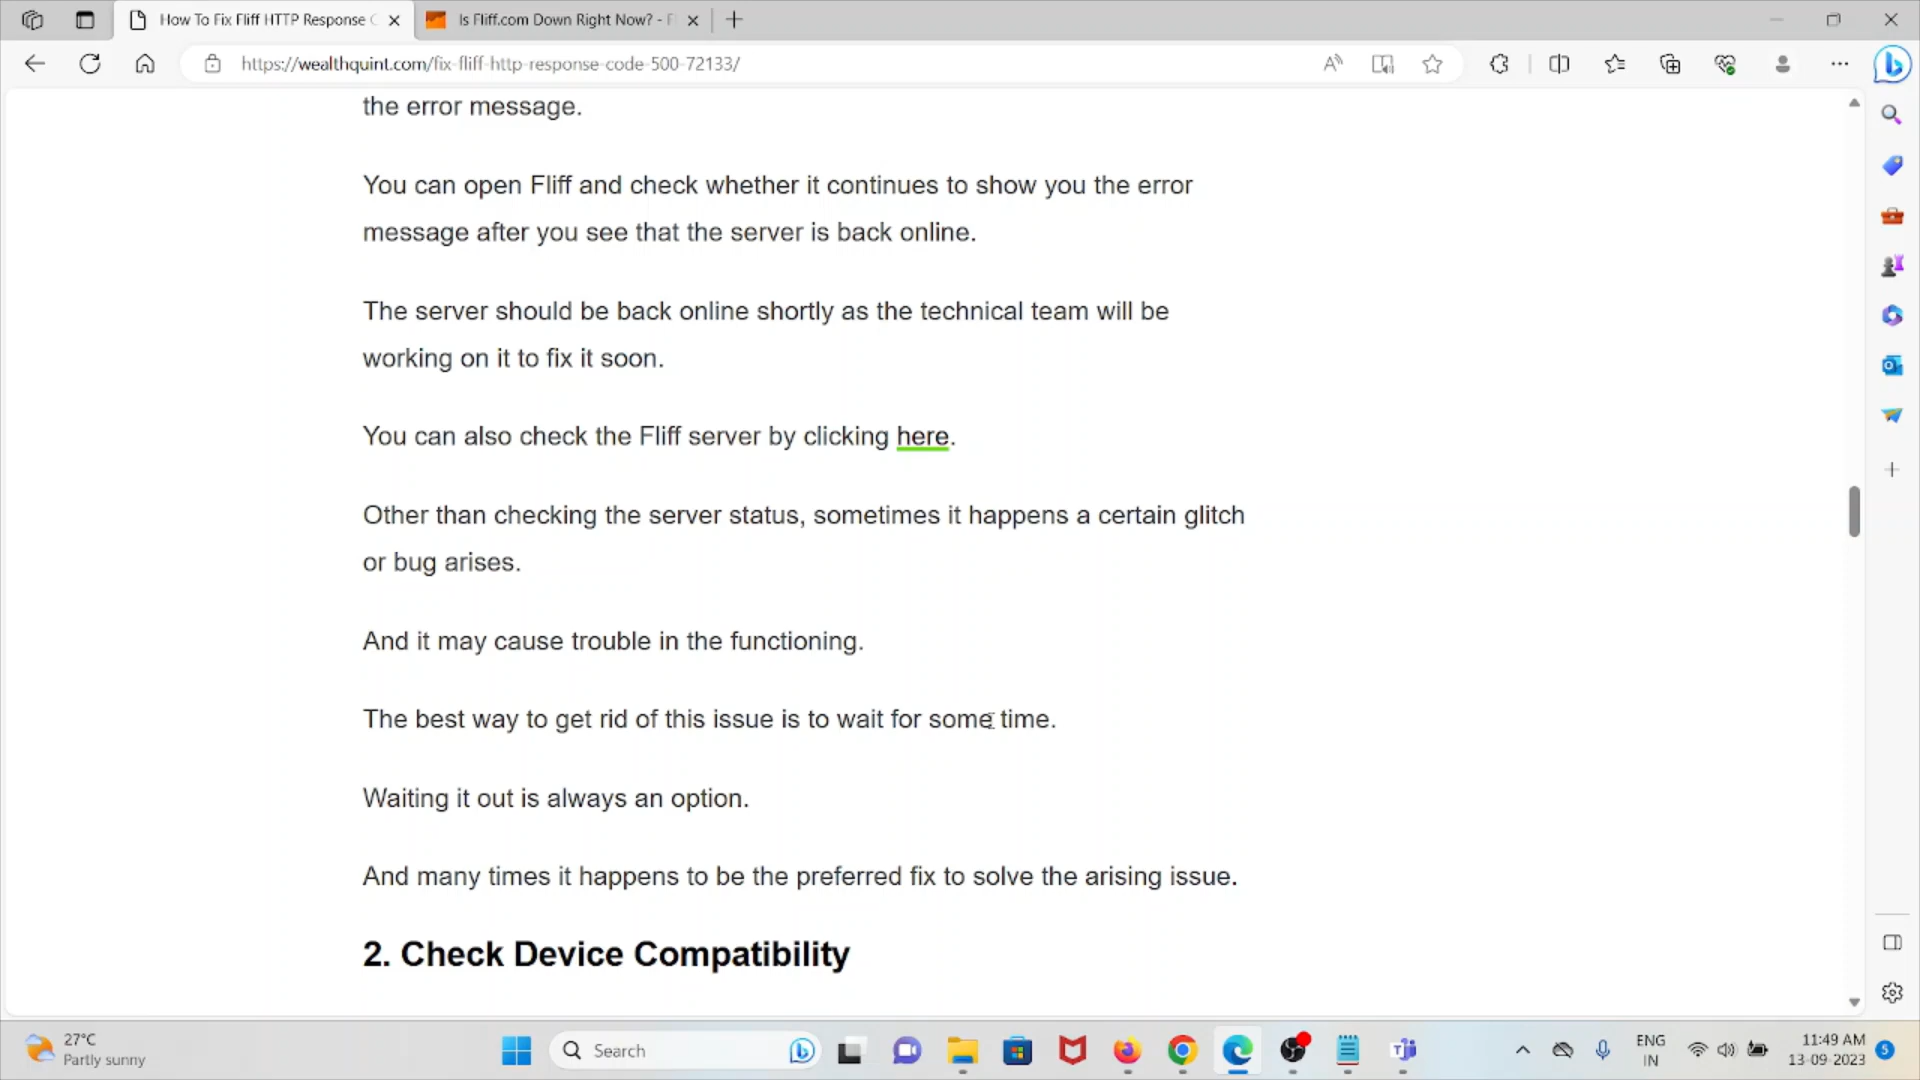 How To Fix Fliff HTTP Response C
Is Fliff.com Down Right Now? - F
https://wealthquint.com/fix-fliff-http-response-code-500-72133/
the error message.
You can open Fliff and check whether it continues to show you the error
message after you see that the server is back online.
The server should be back online shortly as the technical team will be
working on it to fix it soon.
You can also check the Fliff server by clicking here.
Other than checking the server status, sometimes it happens a certain glitch
or bug arises.
And it may cause trouble in the functioning.
The best way to get rid of this issue is to wait for some time.
Waiting it out is always an option.
And many times it happens to be the preferred fix to solve the arising issue.
2. Check Device Compatibility
27°C
Partly sunny
Search
ENG
IN
11:49 AM
13-09-2023
5